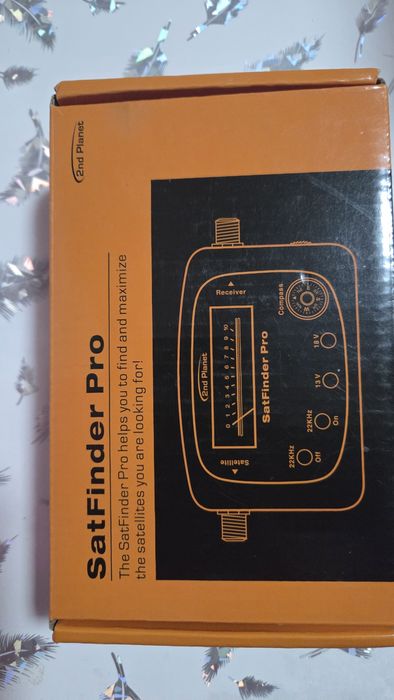 2nd Planet
SatFinder Pro
The SatFinder Pro helps you to find and maximize
the satellites you are looking for!
Satellite
Receiver
2nd Planet
0 1 2 3 4 5 6 7 8 9 10
SatFinder Pro
Compass
22KHz
Off
22KHz
On
13 V
18 V